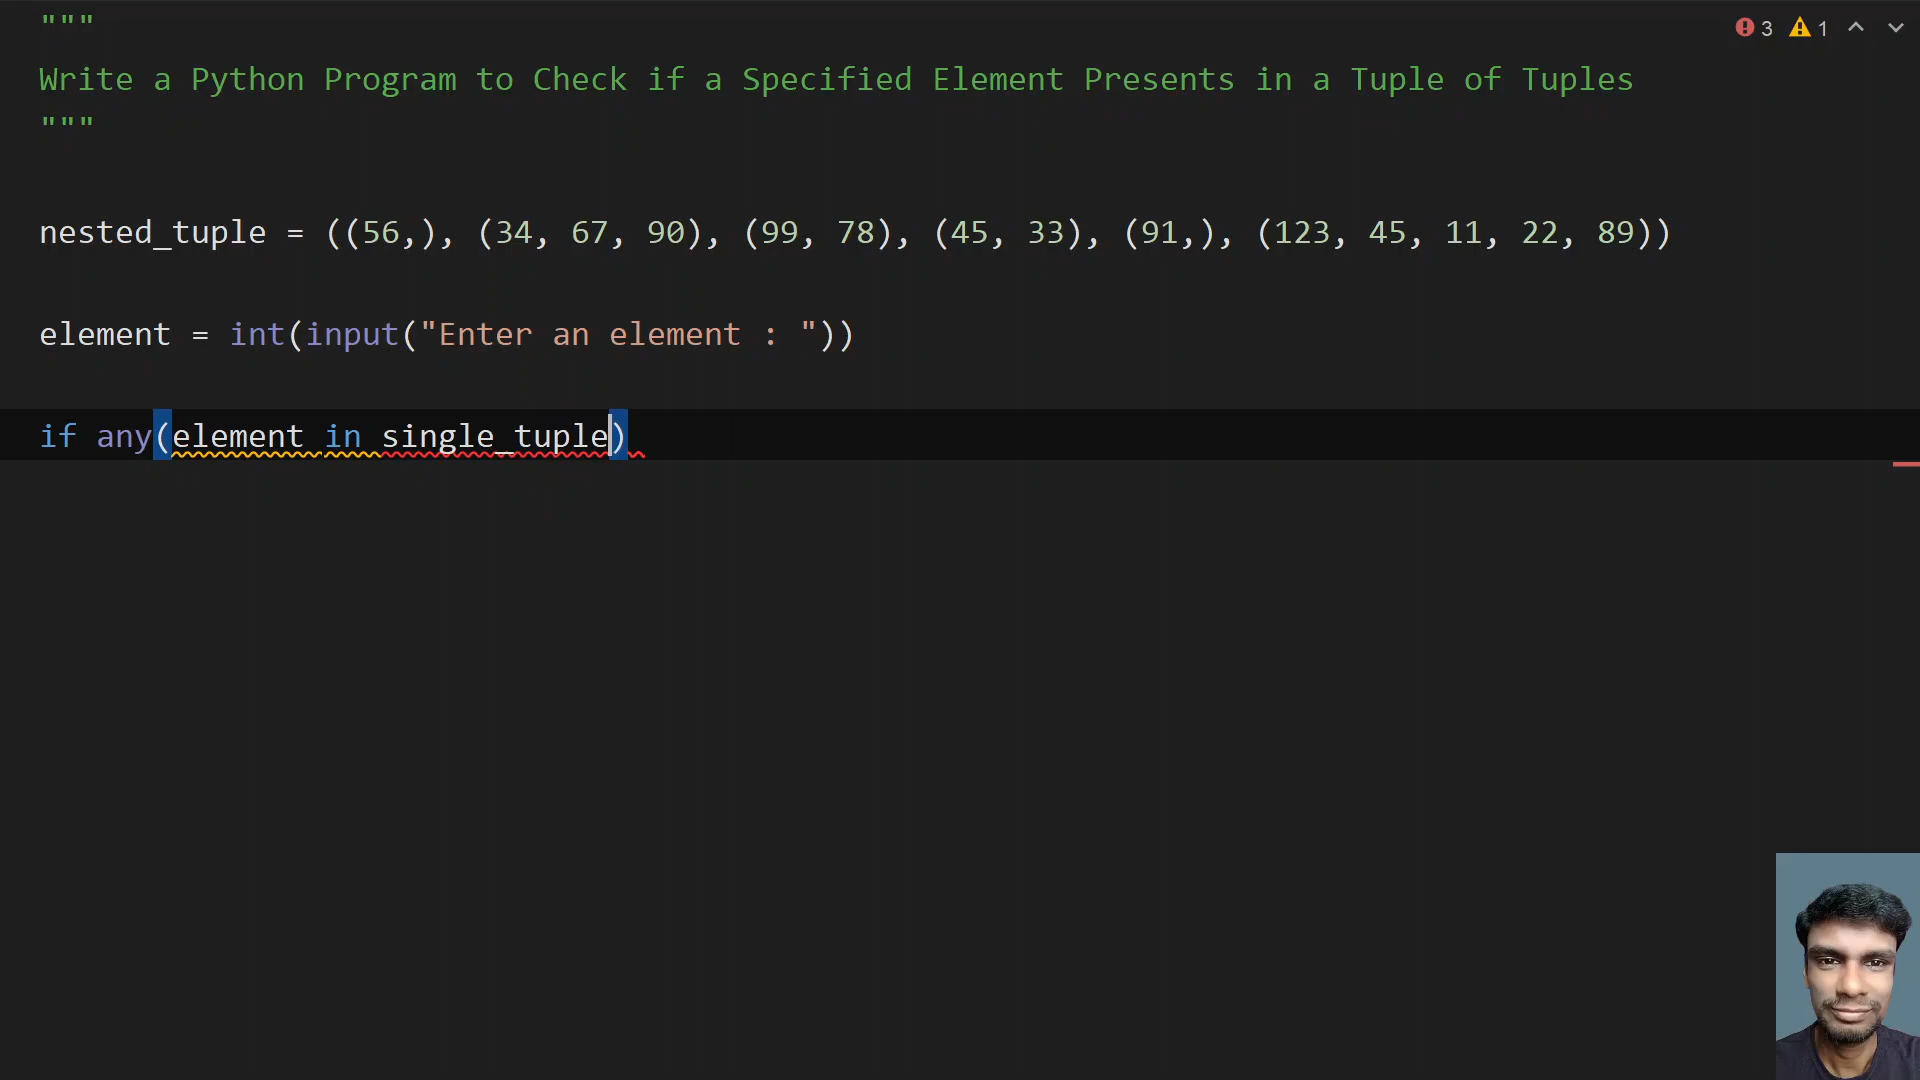 """
3 1
Write a Python Program to Check if a Specified Element Presents in a Tuple of Tuples
"""
nested_tuple = ((56,), (34, 67, 90), (99, 78), (45, 33), (91,), (123, 45, 11, 22, 89))
element = int(input("Enter an element : "))
if any(element in single_tuple)